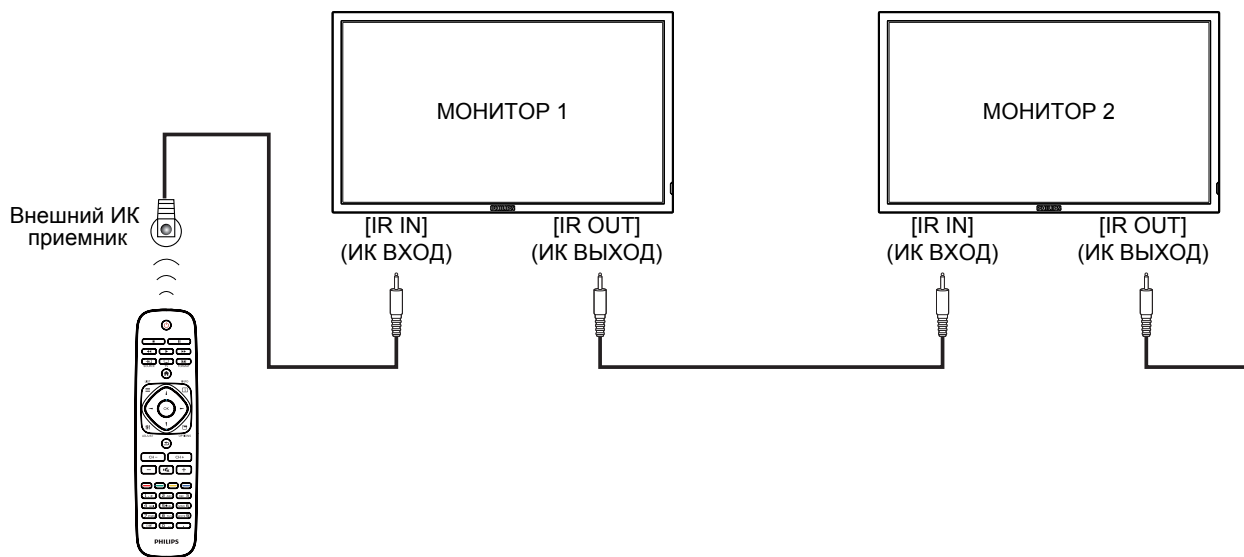 МОНИТОР 1
МОНИТОР 2
Внешний ИК
приемник
[IR IN]
(ИК ВХОД)
[IR OUT]
(ИК ВЫХОД)
[IR IN]
(ИК ВХОД)
[IR OUT]
(ИК ВЫХОД)
OK
PHILIPS